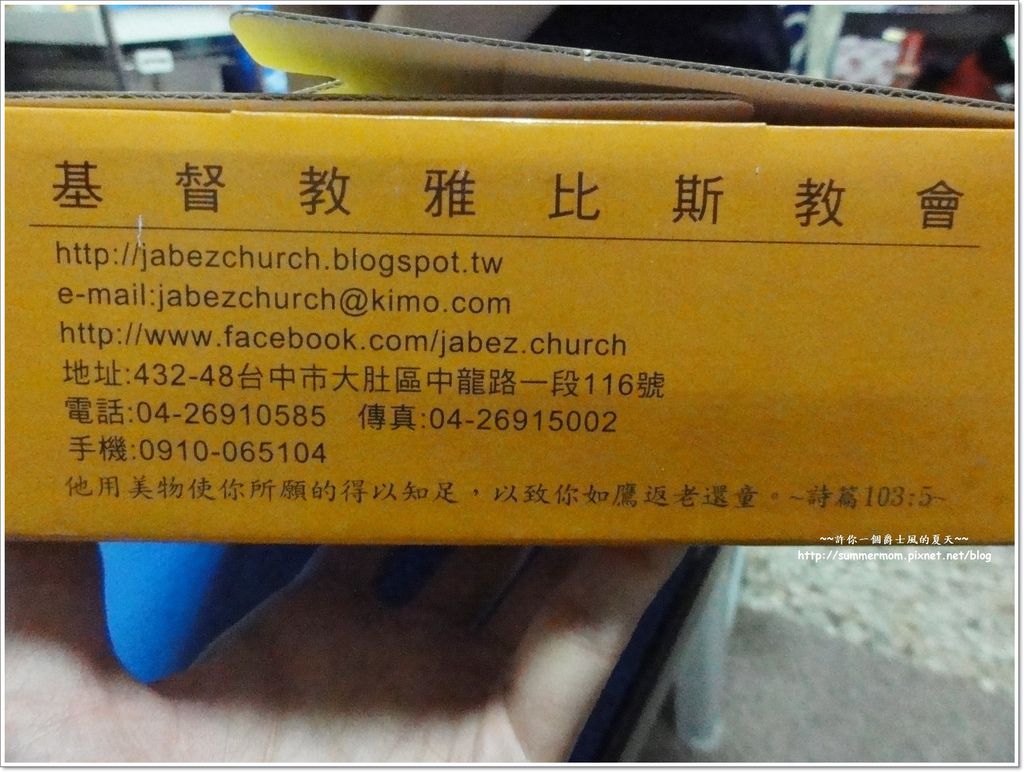 基督教雅比斯教會
http://jabezchurch.blogspot.tw
e-mail:jabezchurch@kimo.com
http://www.facebook.com/jabez.church
地址:432-48台中市大肚區中龍路一段116號
電話:04-26910585 傳真:04-26915002
手機:0910-065104
他用美物使你所願的得以知足，以致你如鷹返老還童。~詩篇103:5~
~~許你一個爵士風的夏天~~
http://summermom.pixnet.net/blog